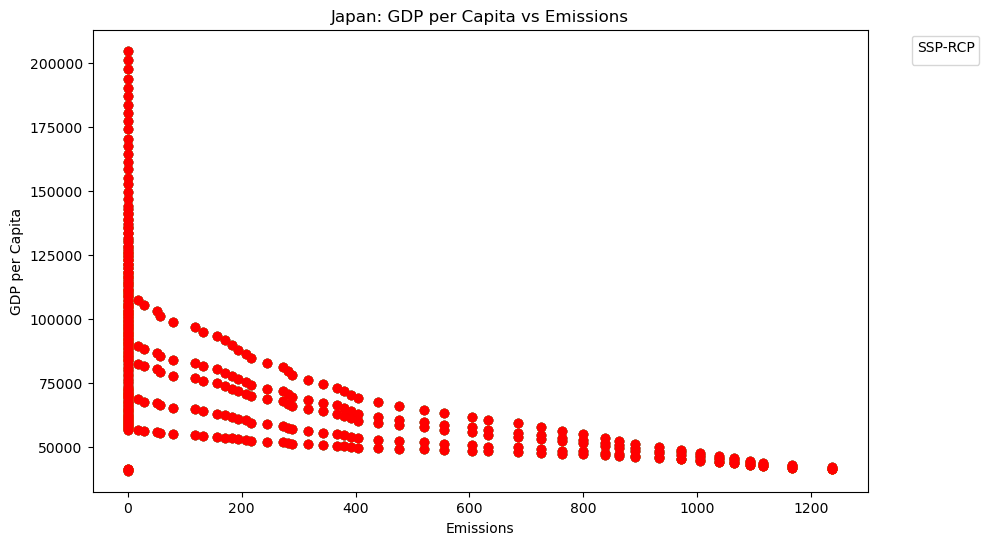 Japan: GDP per Capita vs Emissions
SSP-RCP
GDP per Capita
200000
175000
150000
125000
100000
75000
50000
0 200 400 600 800 1000 1200
Emissions